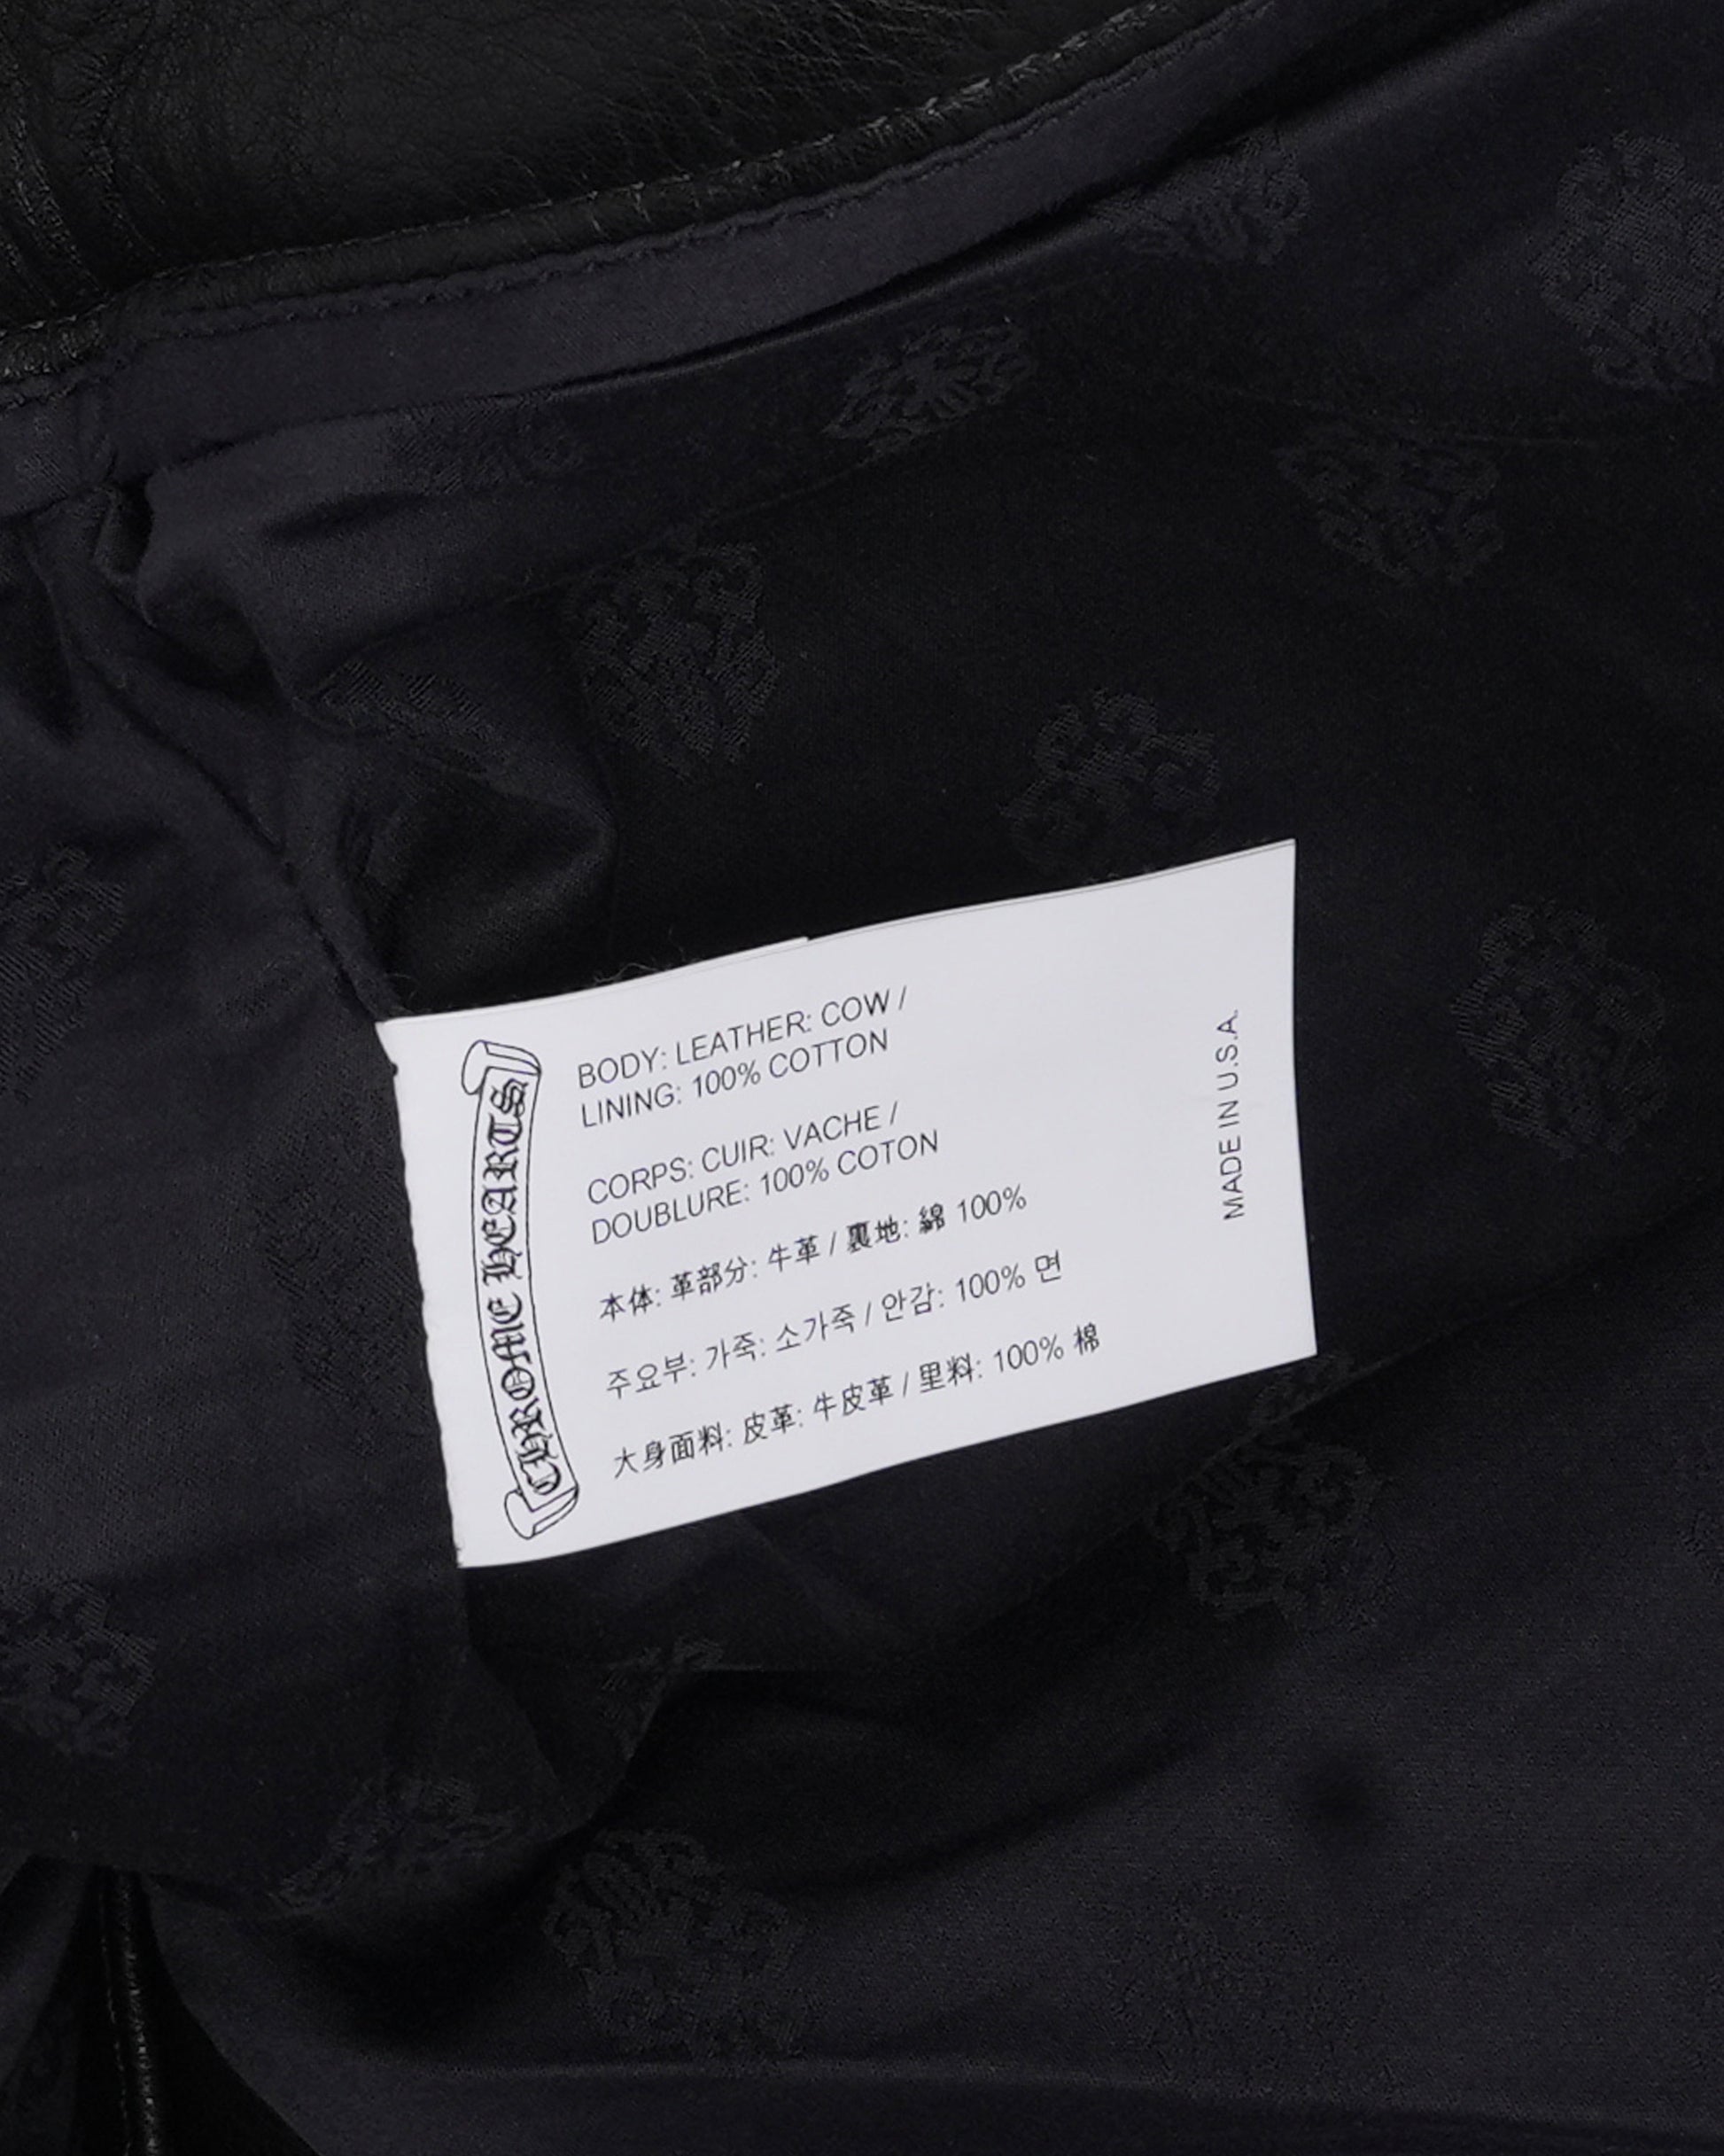 CHROME HEARTS
BODY: LEATHER: COW /
LINING: 100% COTTON
CORPS: CUIR: VACHE /
DOUBLURE: 100% COTON
本体: 革部分: 牛革 / 裏地: 綿 100%
주요부: 가죽: 소가죽 / 안감: 100% 면
大身面料: 皮革: 牛皮革 / 里料: 100% 棉
MADE IN U.S.A.